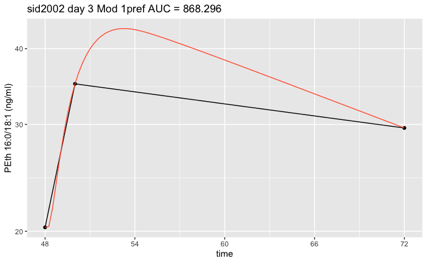 sid2002 day 3 Mod 1pref AUC = 868.296
PEth 16:0/18:1 (ng/ml)
40
30
20
48 54 60 66 72
time